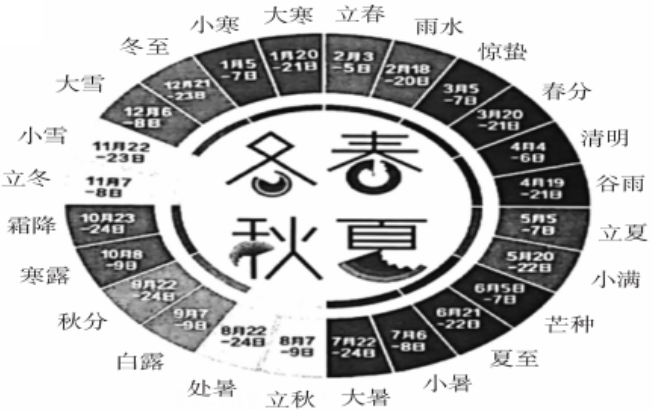 立春
2月3
-5日
雨水
2月18
-20日
惊蛰
3月5
-7日
春分
3月20
-21日
清明
4月4
-6日
谷雨
4月19
-21日
立夏
5月5
-7日
小满
5月20
-22日
芒种
6月5日
-7日
夏至
6月21
-22日
小暑
7月6
-8日
大暑
7月22
-24日
立秋
8月7
-9日
处暑
8月22
-24日
白露
9月7
-9日
秋分
9月22
-24日
寒露
10月8
-9日
霜降
10月23
-24日
立冬
11月7
-8日
小雪
11月22
-23日
大雪
12月6
-8日
冬至
12月21
-23日
小寒
1月5
-7日
大寒
1月20
-21日
冬 春
秋 夏